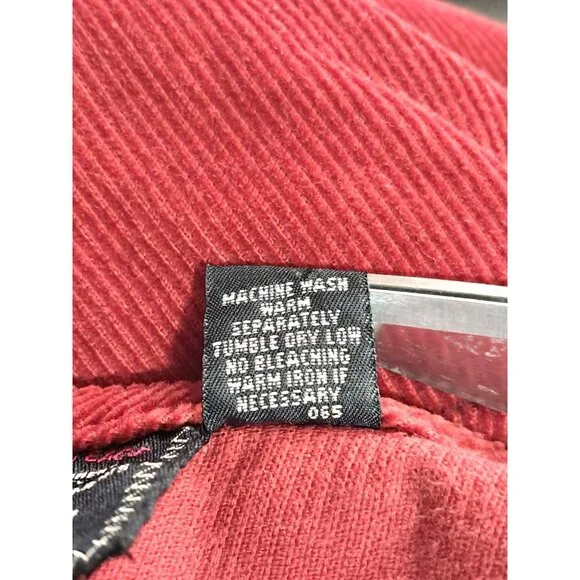 MACHINE WASH
WARM
SEPARATELY
TUMBLE DRY LOW
NO BLEACHING
WARM IRON IF
NECESSARY
065